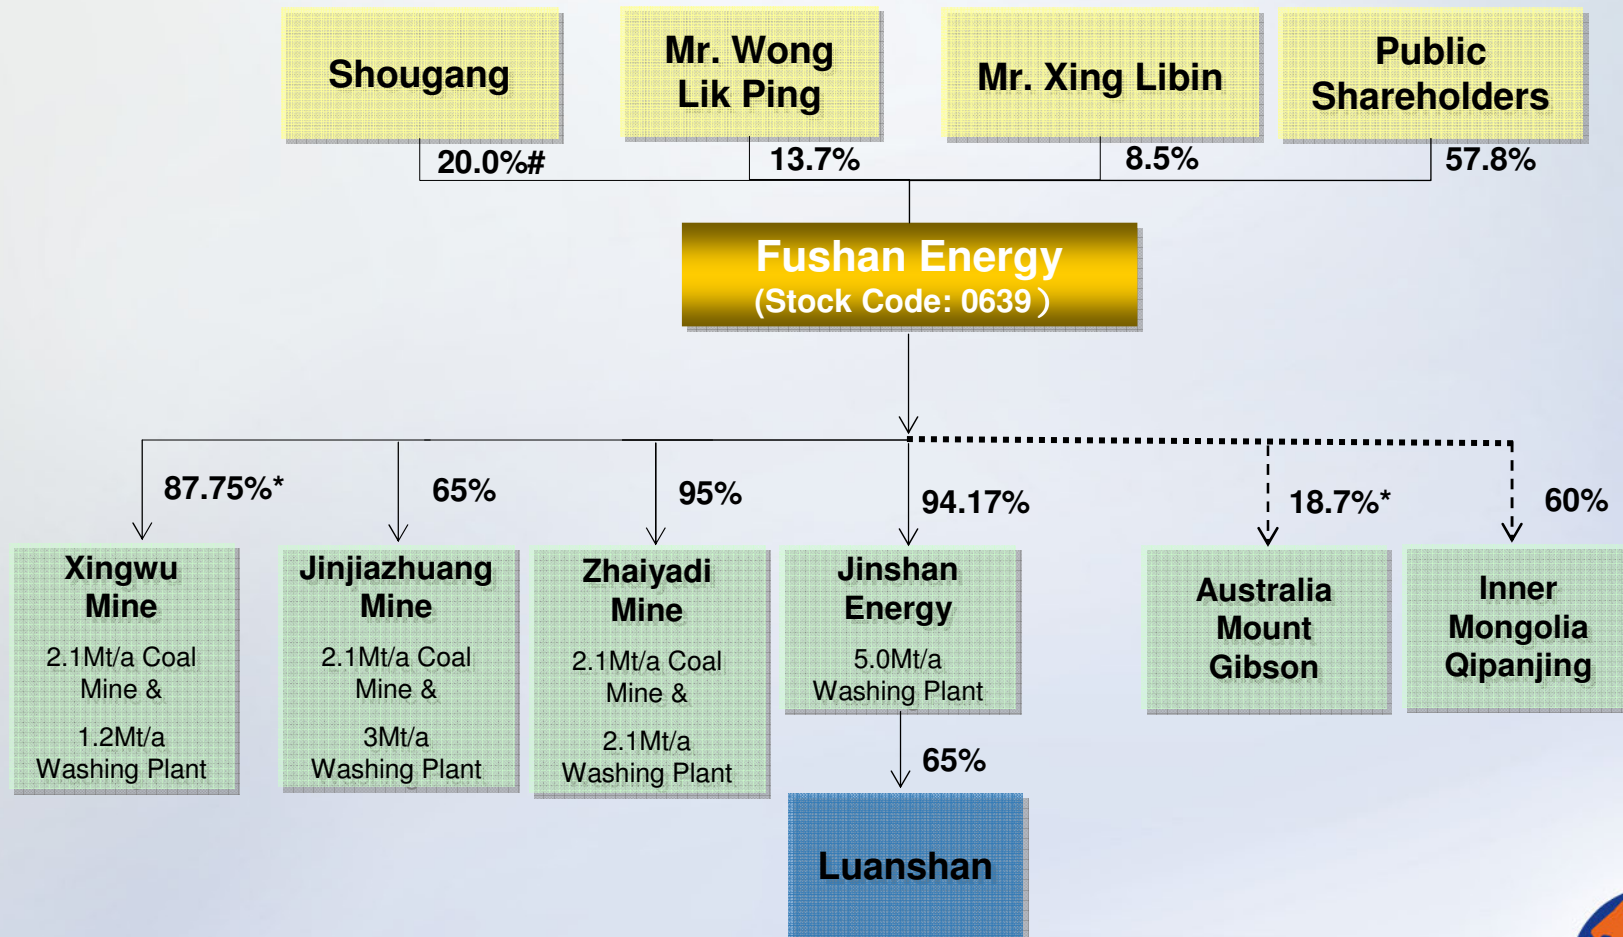 Shougang
Mr. Wong
Lik Ping
Mr. Xing Libin
Public
Shareholders
20.0%#
13.7%
8.5%
57.8%
Fushan Energy
(Stock Code: 0639）
87.75%*
65%
95%
94.17%
18.7%*
60%
Xingwu
Mine
2.1Mt/a Coal
Mine &
1.2Mt/a
Washing Plant
Jinjiazhuang
Mine
2.1Mt/a Coal
Mine &
3Mt/a
Washing Plant
Zhaiyadi
Mine
2.1Mt/a Coal
Mine &
2.1Mt/a
Washing Plant
Jinshan
Energy
5.0Mt/a
Washing Plant
Australia
Mount
Gibson
Inner
Mongolia
Qipanjing
65%
Luanshan